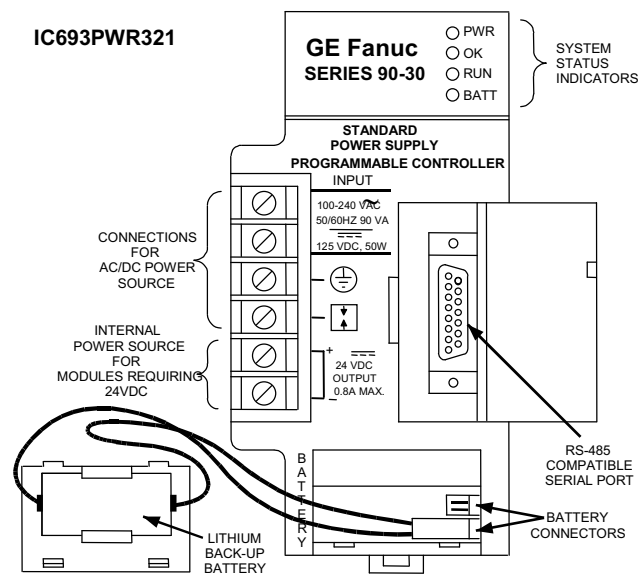 IC693PWR321
GE Fanuc
SERIES 90-30
PWR
OK
RUN
BATT
SYSTEM
STATUS
INDICATORS
STANDARD
POWER SUPPLY
PROGRAMMABLE CONTROLLER
INPUT
100-240 VAC
50/60HZ 90 VA
125 VDC, 50W
CONNECTIONS
FOR
AC/DC POWER
SOURCE
INTERNAL
POWER SOURCE
FOR
MODULES REQUIRING
24VDC
+
24 VDC
OUTPUT
0.8A MAX.
–
RS-485
COMPATIBLE
SERIAL PORT
BATTERY
BATTERY
CONNECTORS
LITHIUM
BACK-UP
BATTERY